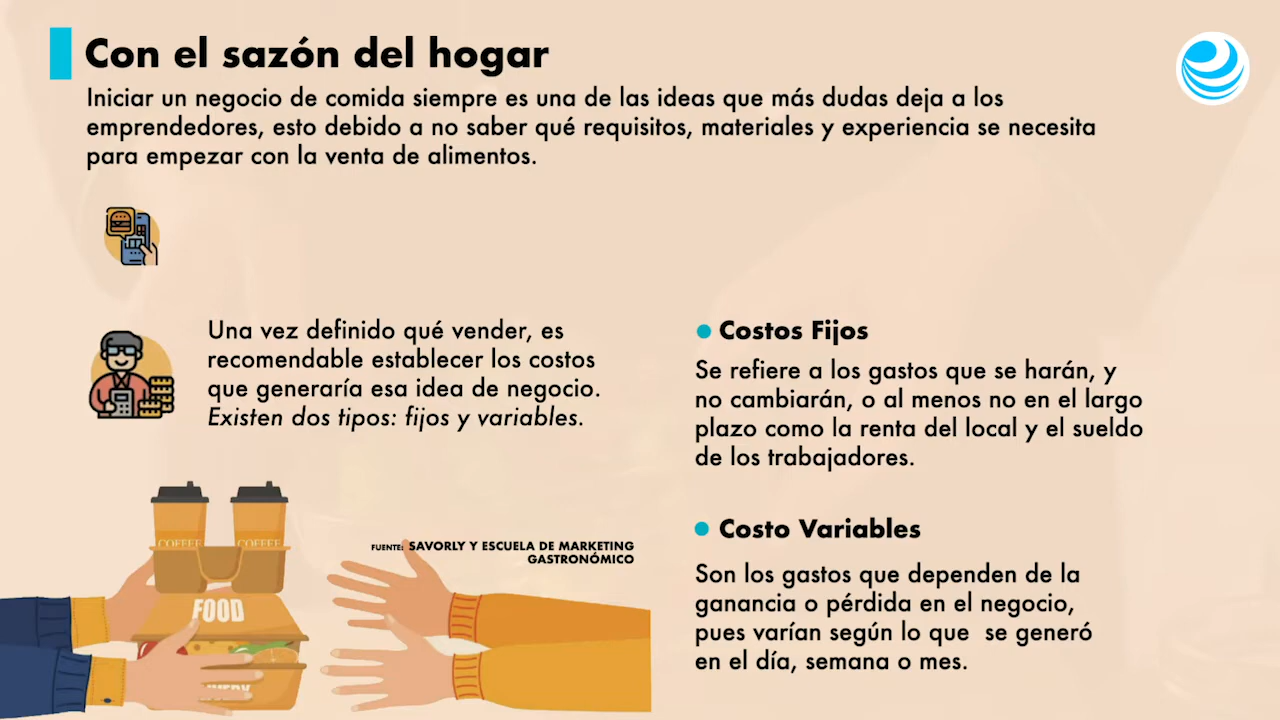 Con el sazón del hogar
Iniciar un negocio de comida siempre es una de las ideas que más dudas deja a los
emprendedores, esto debido a no saber qué requisitos, materiales y experiencia se necesita
para empezar con la venta de alimentos.
Una vez definido qué vender, es
recomendable establecer los costos
que generaría esa idea de negocio.
Existen dos tipos: fijos y variables.
Costos Fijos
Se refiere a los gastos que se harán, y
no cambiarán, o al menos no en el largo
plazo como la renta del local y el sueldo
de los trabajadores.
Costo Variables
Son los gastos que dependen de la
ganancia o pérdida en el negocio,
pues varían según lo que  se generó
en el día, semana o mes.
COFFEE COFFEE
FUENTE: SAVORLY Y ESCUELA DE MARKETING
GASTRONÓMICO
FOOD